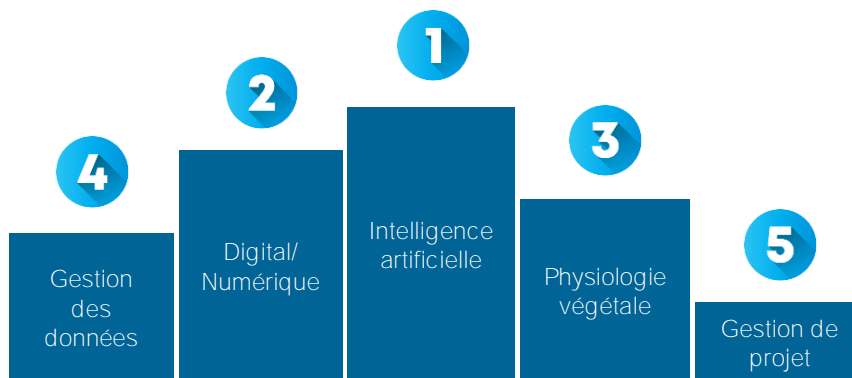 4
Gestion
des
données
2
Digital/
Numérique
1
Intelligence
artificielle
3
Physiologie
végétale
5
Gestion de
projet